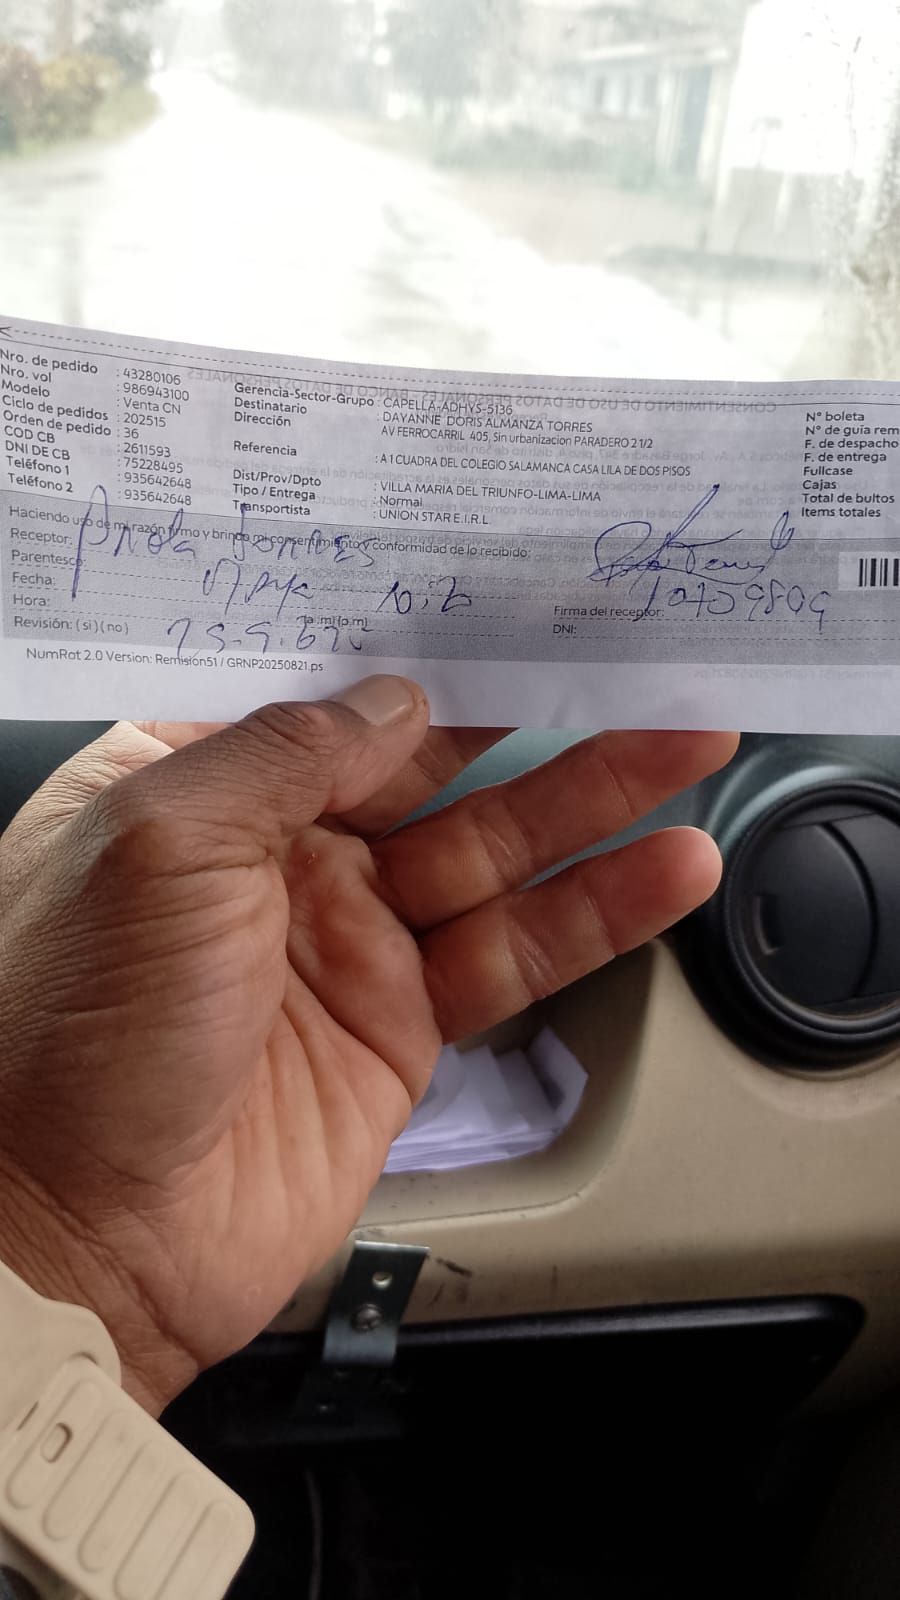 Nro. de pedido : 43280106
Nro. vol : 986943100
Modelo : Venta CN
Ciclo de pedidos : 202515
Orden de pedido : 36
COD CB : 2611593
DNI DE CB : 75228495
Teléfono 1 : 935642648
Teléfono 2 : 935642648
Gerencia-Sector-Grupo : CAPELLA-ADHYS-5136
Destinatario : DAYANNE DORIS ALMANZA TORRES
Dirección AV FERROCARRIL 405, Sin urbanizacion PARADERO 2 1/2
Referencia : A 1 CUADRA DEL COLEGIO SALAMANCA CASA LILA DE DOS PISOS
Dist/Prov/Dpto : VILLA MARIA DEL TRIUNFO-LIMA-LIMA
Tipo / Entrega : Normal
Transportista : UNION STAR E.I.R.L.
N° boleta
N° de guía rem
F. de despacho
F. de entrega
Fullcase
Cajas
Total de bultos
Items totales
Haciendo uso de mi razón firmo y brindo mi consentimiento y conformidad de lo recibido:
Receptor:
Parentesco:
Fecha:
Hora: (a.m) (p.m)
Revisión: (si) (no)
Firma del receptor:
DNI:
NumRot 2.0 Version: Remision51 / GRNP20250821.ps